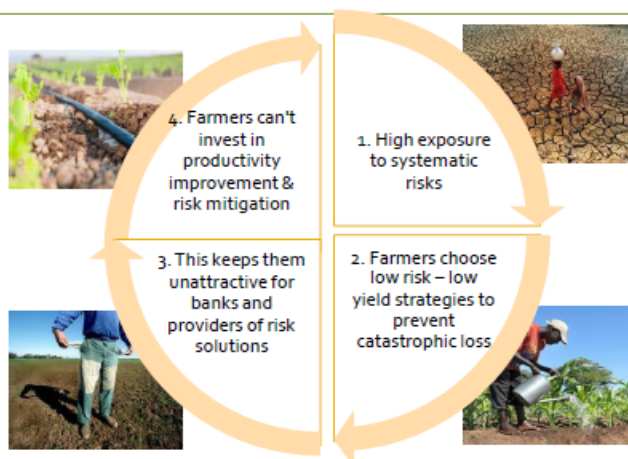 1. High exposure
to systematic
risks
2. Farmers choose
low risk – low
yield strategies to
prevent
catastrophic loss
3. This keeps them
unattractive for
banks and
providers of risk
solutions
4. Farmers can't
invest in
productivity
improvement &
risk mitigation